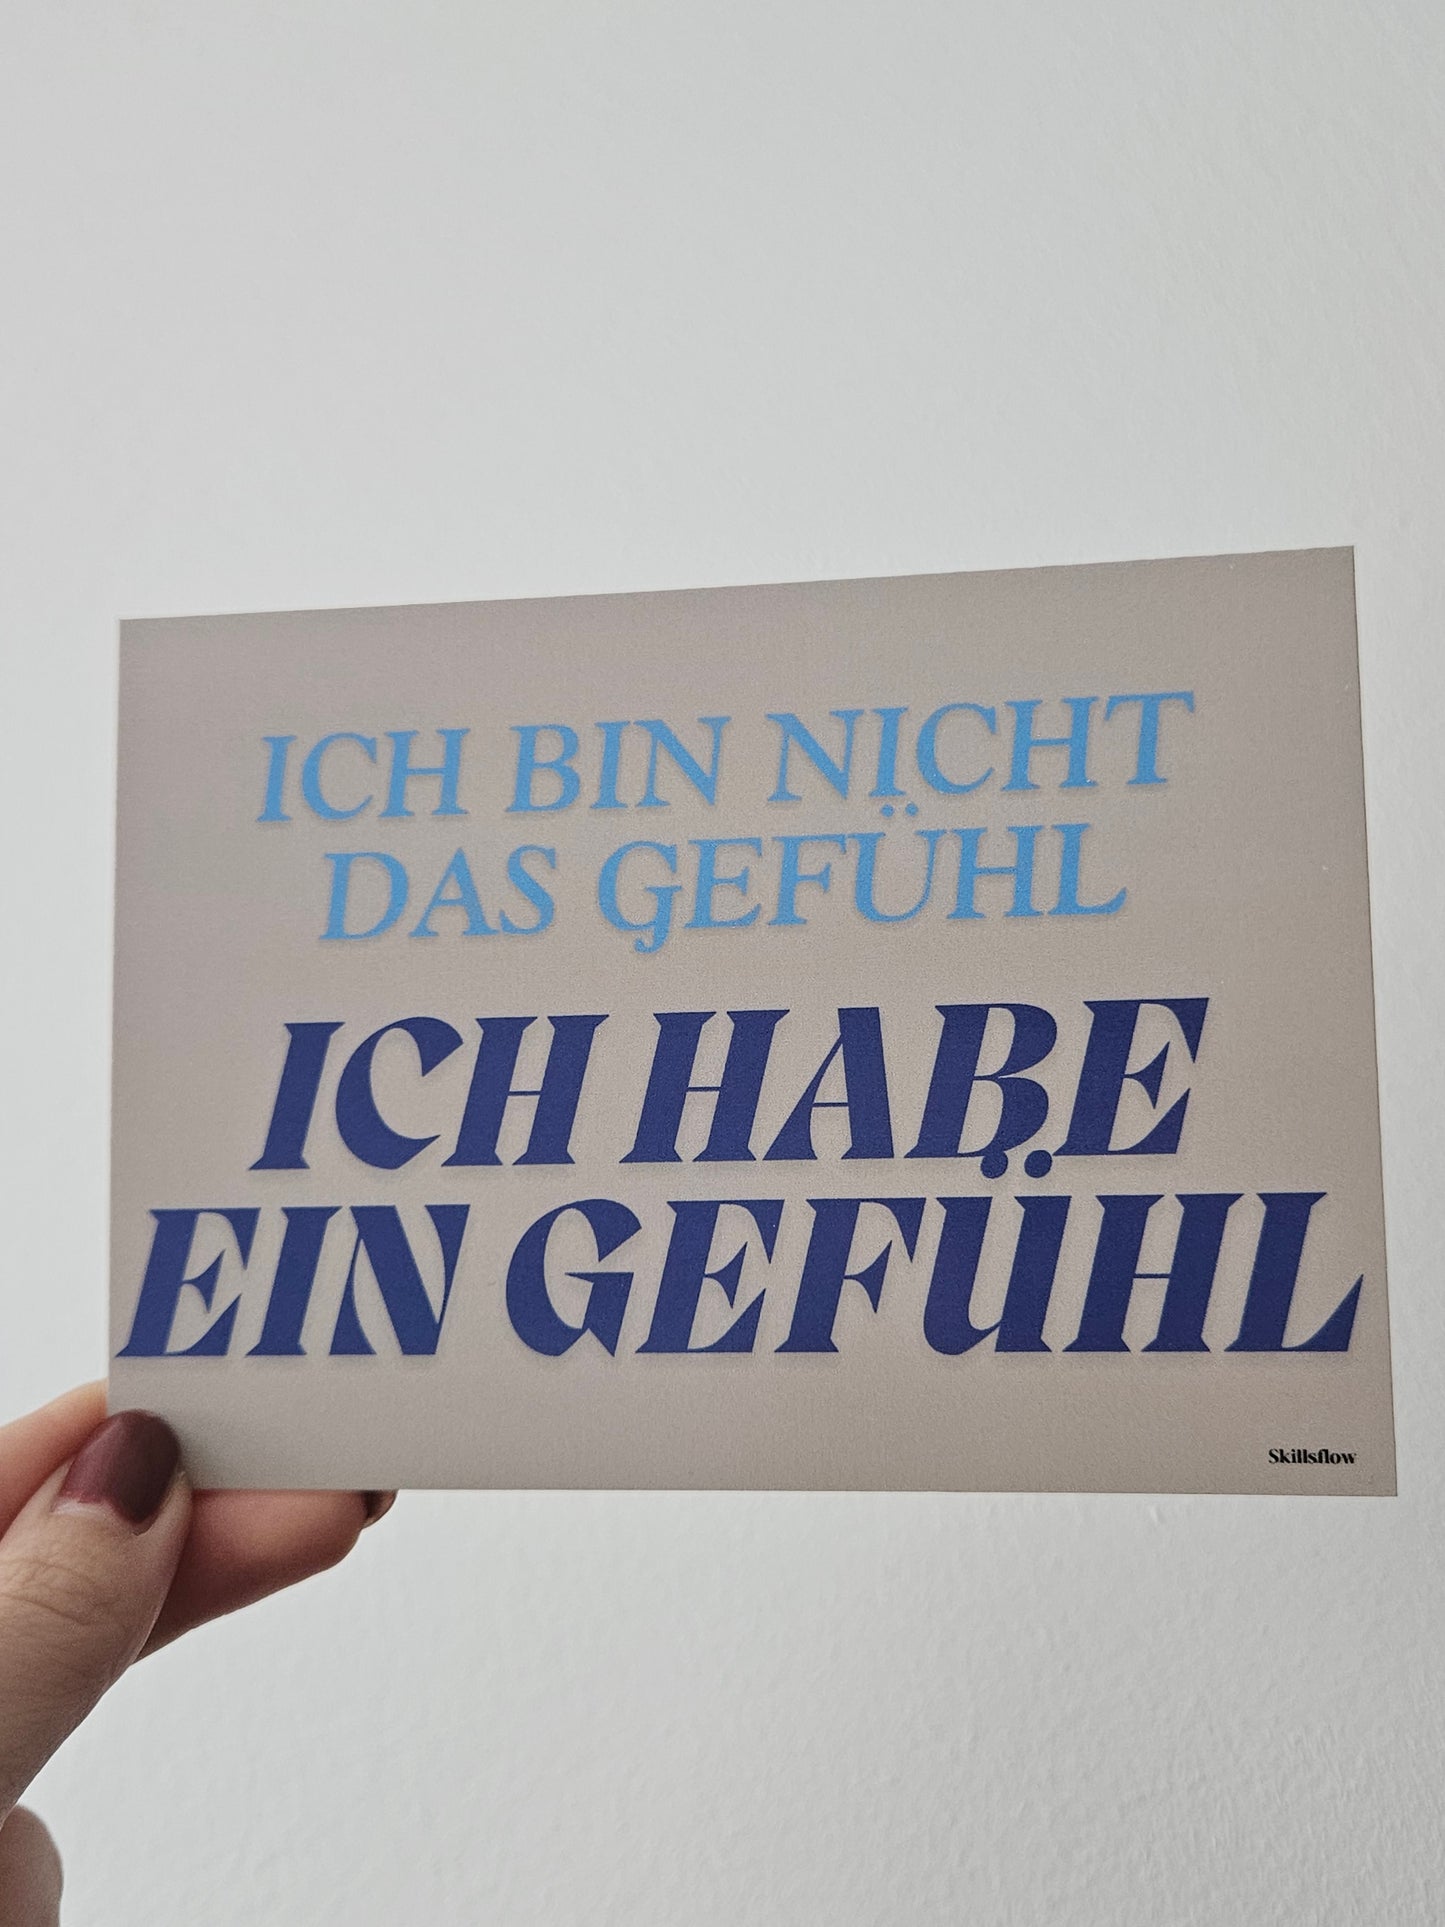 ICH BIN NICHT
DAS GEFÜHL
ICH HABE
EIN GEFÜHL
Skillsflow